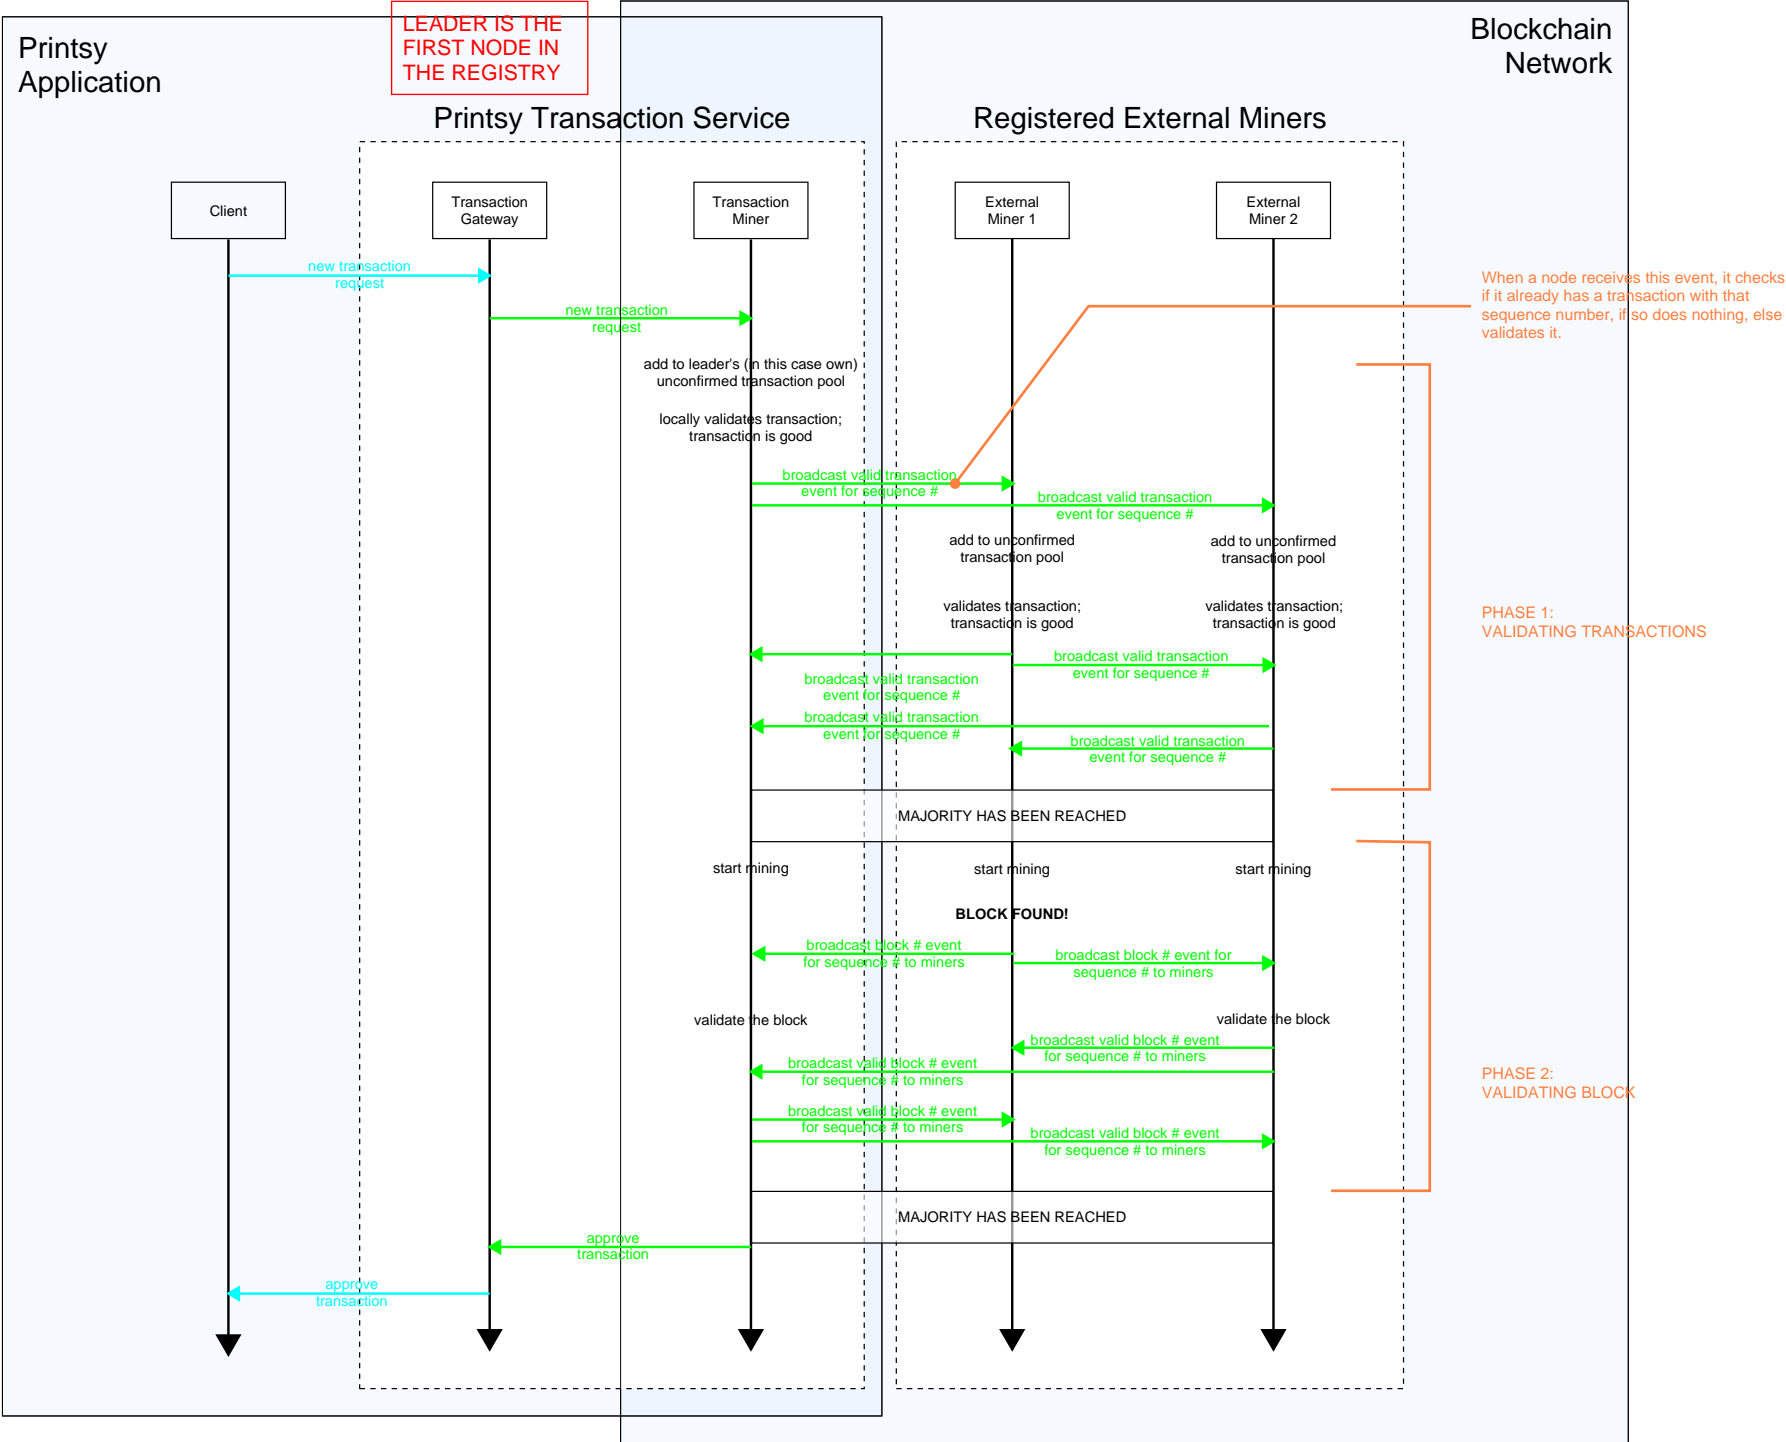 LEADER IS THE
FIRST NODE IN
THE REGISTRY
Printsy
Application
Blockchain
Network
Printsy Transaction Service
Registered External Miners
Client
Transaction
Gateway
Transaction
Miner
External
Miner 1
External
Miner 2
new transaction
request
new transaction
request
When a node receives this event, it checks
if it already has a transaction with that
sequence number, if so does nothing, else
validates it.
add to leader's (in this case own)
unconfirmed transaction pool
locally validates transaction;
transaction is good
broadcast valid transaction
event for sequence #
broadcast valid transaction
event for sequence #
add to unconfirmed
transaction pool
add to unconfirmed
transaction pool
validates transaction;
transaction is good
validates transaction;
transaction is good
PHASE 1:
VALIDATING TRANSACTIONS
broadcast valid transaction
event for sequence #
broadcast valid transaction
event for sequence #
broadcast valid transaction
event for sequence #
broadcast valid transaction
event for sequence #
MAJORITY HAS BEEN REACHED
start mining
start mining
start mining
BLOCK FOUND!
broadcast block # event
for sequence # to miners
broadcast block # event for
sequence # to miners
validate the block
validate the block
broadcast valid block # event
for sequence # to miners
broadcast valid block # event
for sequence # to miners
PHASE 2:
VALIDATING BLOCK
broadcast valid block # event
for sequence # to miners
broadcast valid block # event
for sequence # to miners
MAJORITY HAS BEEN REACHED
approve
transaction
approve
transaction